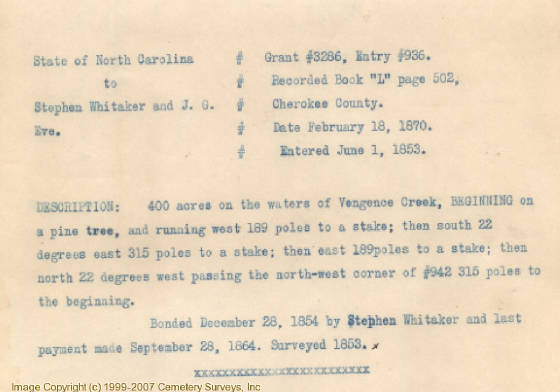 State of North Carolina # Grant #3286, Entry #936.
to # Recorded Book "L" page 502,
Stephen Whitaker and J. G. # Cherokee County.
Eve. # Date February 18, 1870.
# Entered June 1, 1853.
DESCRIPTION: 400 acres on the waters of Vengence Creek, BEGINNING on
a pine tree, and running west 189 poles to a stake; then south 22
degrees east 315 poles to a stake; then east 189poles to a stake; then
north 22 degrees west passing the north-west corner of #942 315 poles to
the beginning.
Bonded December 28, 1854 by Stephen Whitaker and last
payment made September 28, 1864. Surveyed 1853.
xxxxxxxxxxxxxxxxxxxxxxxxxx
Image Copyright (c) 1999-2007 Cemetery Surveys, Inc